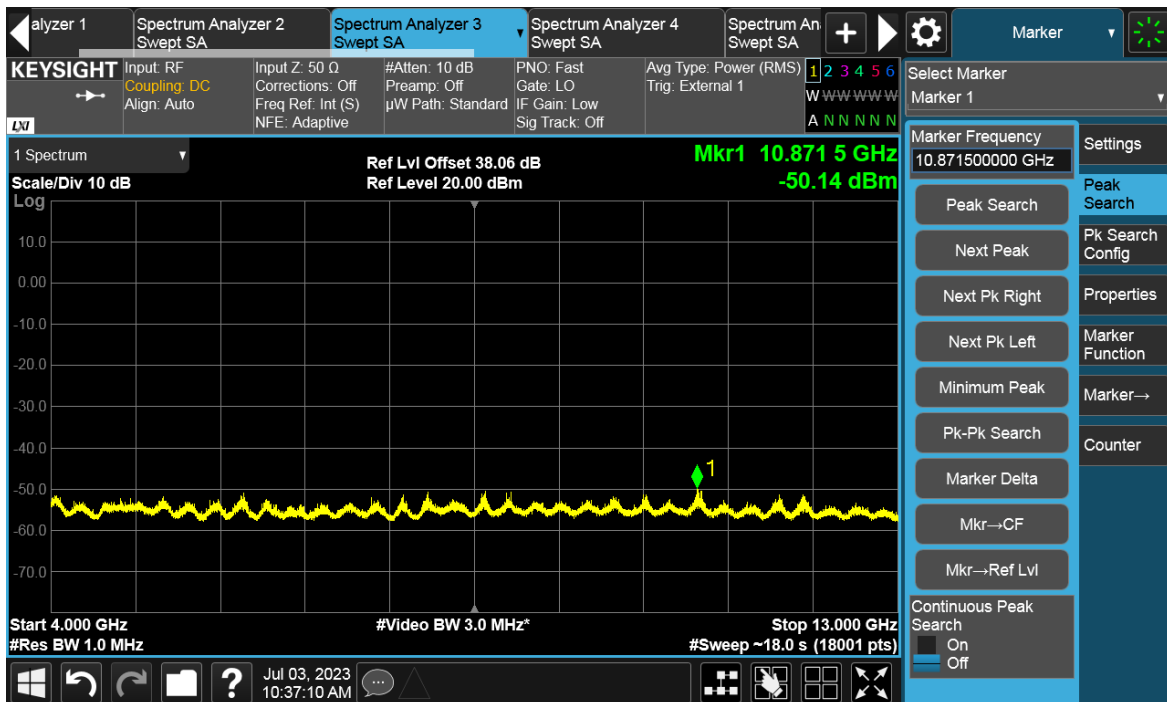 alyzer 1
Spectrum Analyzer 2
Swept SA
Spectrum Analyzer 3
Swept SA
Spectrum Analyzer 4
Swept SA
Spectrum An
Swept SA
+
Marker
KEYSIGHT
LXI
Input: RF
Coupling: DC
Align: Auto
Input Z: 50 Ω
Corrections: Off
Freq Ref: Int (S)
NFE: Adaptive
#Atten: 10 dB
Preamp: Off
µW Path: Standard
PNO: Fast
Gate: LO
IF Gain: Low
Sig Track: Off
Avg Type: Power (RMS)
Trig: External 1
1 2 3 4 5 6
W W W W W W
A N N N N N
1 Spectrum
Scale/Div 10 dB
Ref Lvl Offset 38.06 dB
Ref Level 20.00 dBm
Mkr1 10.871 5 GHz
-50.14 dBm
Log
10.0
0.00
-10.0
-20.0
-30.0
-40.0
-50.0
-60.0
-70.0
1
Start 4.000 GHz
#Res BW 1.0 MHz
#Video BW 3.0 MHz*
Stop 13.000 GHz
#Sweep ~18.0 s (18001 pts)
Select Marker
Marker 1
Marker Frequency
10.871500000 GHz
Peak Search
Next Peak
Next Pk Right
Next Pk Left
Minimum Peak
Pk-Pk Search
Marker Delta
Mkr→CF
Mkr→Ref Lvl
Continuous Peak
Search
On
Off
Settings
Peak
Search
Pk Search
Config
Properties
Marker
Function
Marker→
Counter
?
Jul 03, 2023
10:37:10 AM